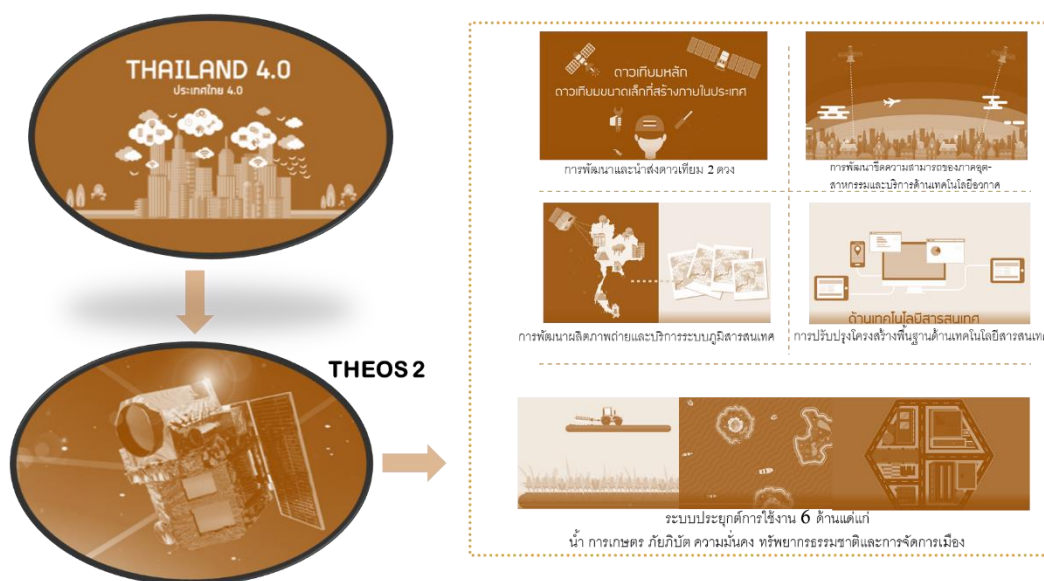 THAILAND 4.0
ประเทศไทย 4.0
THEOS 2
ดาวเทียมหลัก
ดาวเทียมขนาดเล็กที่สร้างภายในประเทศ
การพัฒนาและนำส่งดาวเทียม 2 ดวง
การพัฒนาขีดความสามารถของภาคอุต-
สาหกรรมและบริการด้านเทคโนโลยีอวกาศ
การพัฒนาผลิตภาพถ่ายและบริการระบบภูมิสารสนเทศ
ด้านเทคโนโลยีสารสนเทศ
การปรับปรุงโครงสร้างพื้นฐานด้านเทคโนโลยีสารสนเทศ
ระบบประยุกต์การใช้งาน 6 ด้านแด่แก่
น้ำ การเกษตร ภัยภิบัต ความมั่นคง ทรัพยากรธรรมชาติและการจัดการเมือง